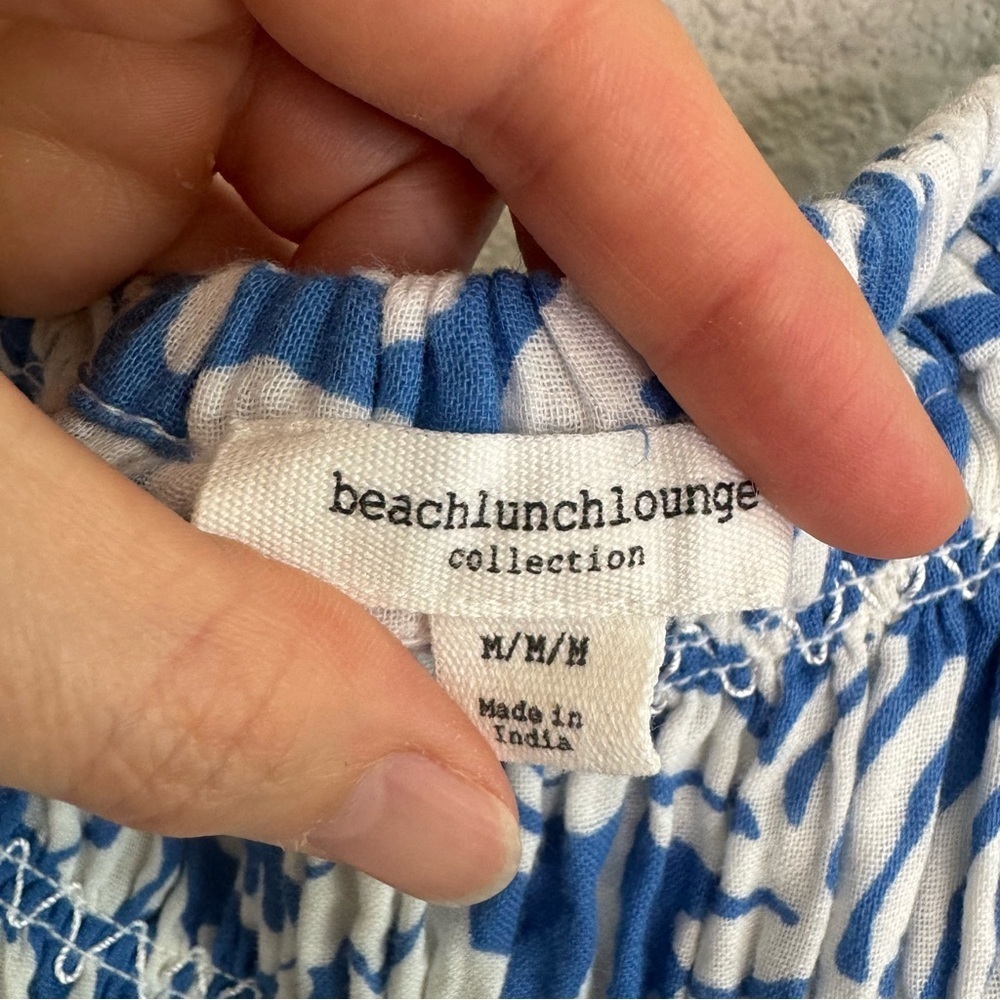 beachlunchlounge
collection
M/M/M
Made in
India